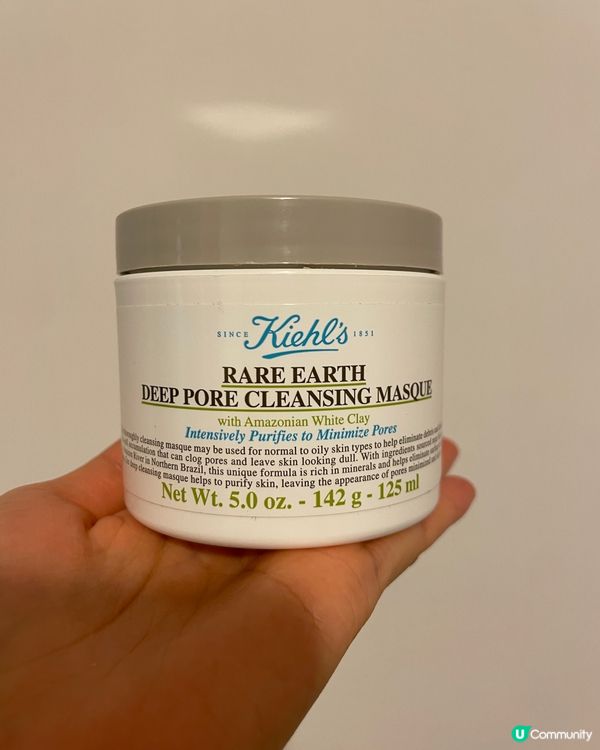 SINCE Kiehl's 1851
RARE EARTH
DEEP PORE CLEANSING MASQUE
with Amazonian White Clay
Intensively Purifies to Minimize Pores
cleansing masque may be used for normal to oily skin types to help eliminate
accumulation that can clog pores and leave skin looking dull. With ingredients sourced
River in Northern Brazil, this unique formula is rich in minerals and helps eliminate
deep cleansing masque helps to purify skin, leaving the appearance of pores minimized
Net Wt. 5.0 oz. - 142 g - 125 ml
U Community